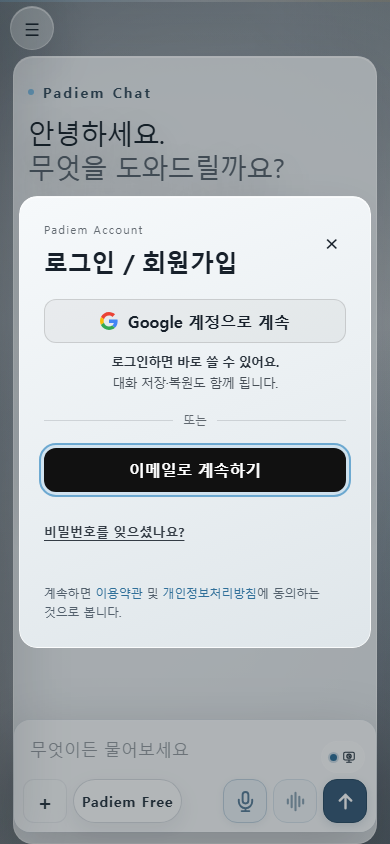 Padiem Chat
안녕하세요.
무엇을 도와드릴까요?
Padiem Account
로그인 / 회원가입
Google 계정으로 계속
로그인하면 바로 쓸 수 있어요.
대화 저장·복원도 함께 됩니다.
또는
이메일로 계속하기
비밀번호를 잊으셨나요?
계속하면 이용약관 및 개인정보처리방침에 동의하는
것으로 봅니다.
무엇이든 물어보세요
Padiem Free